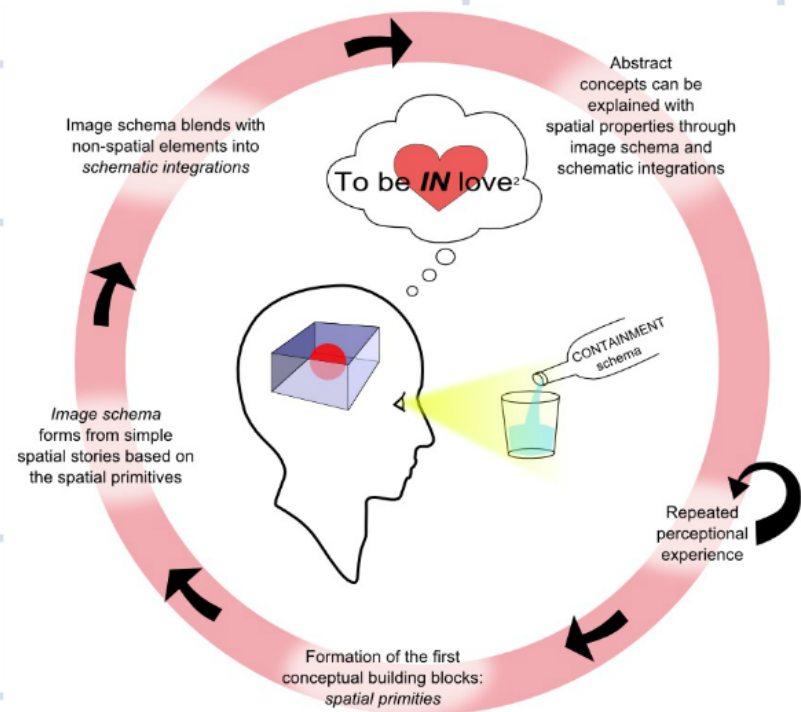 Abstract
concepts can be
explained with
spatial properties through
image schema and
schematic integrations
Image schema blends with
non-spatial elements into
schematic integrations
To be IN love²
CONTAINMENT
schema
Image schema
forms from simple
spatial stories based on
the spatial primitives
Repeated
perceptional
experience
Formation of the first
conceptual building blocks:
spatial primities